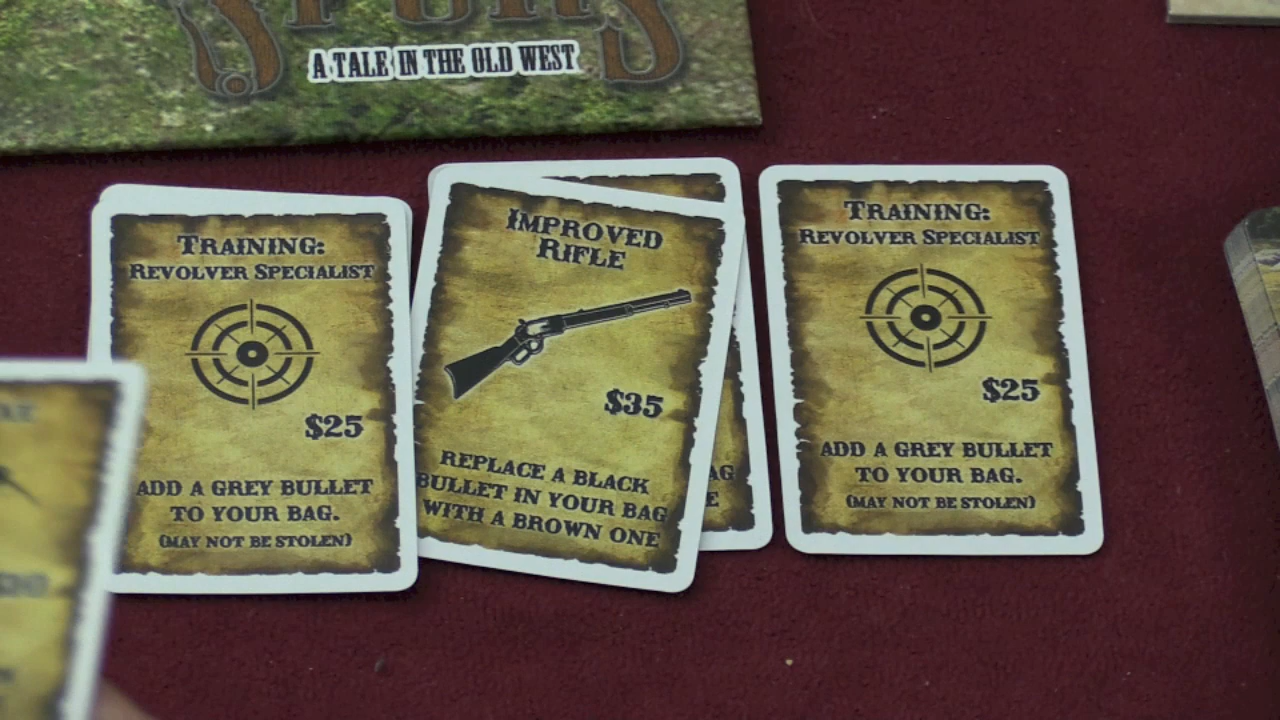 SPURS
A TALE IN THE OLD WEST
TRAINING:
REVOLVER SPECIALIST
$25
ADD A GREY BULLET
TO YOUR BAG.
(MAY NOT BE STOLEN)
IMPROVED
RIFLE
$35
REPLACE A BLACK
BULLET IN YOUR BAG
WITH A BROWN ONE
TRAINING:
REVOLVER SPECIALIST
$25
ADD A GREY BULLET
TO YOUR BAG.
(MAY NOT BE STOLEN)